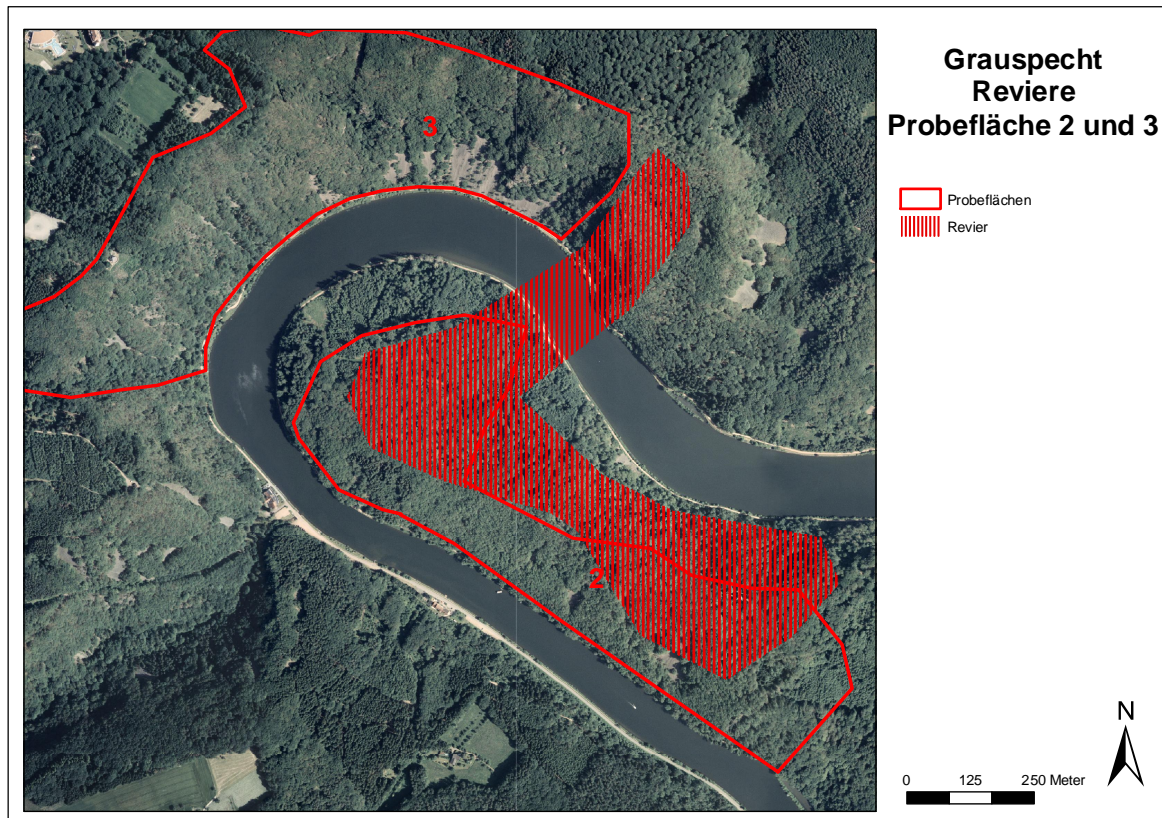 Grauspecht
Reviere
Probefläche 2 und 3
Probeflächen
Revier
3
2
N
0 125 250 Meter